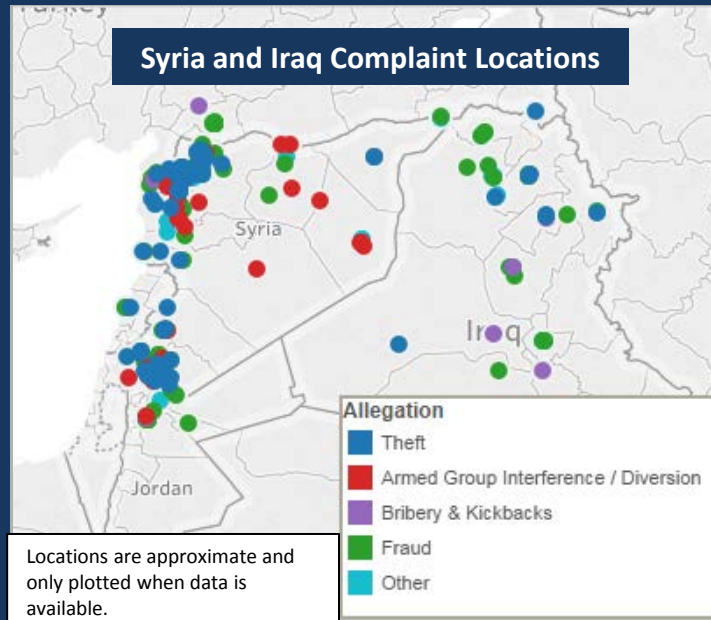 Turkey
Syria and Iraq Complaint Locations
Syria
Iraq
Jordan
Allegation
Theft
Armed Group Interference / Diversion
Bribery & Kickbacks
Fraud
Other
Locations are approximate and
only plotted when data is
available.